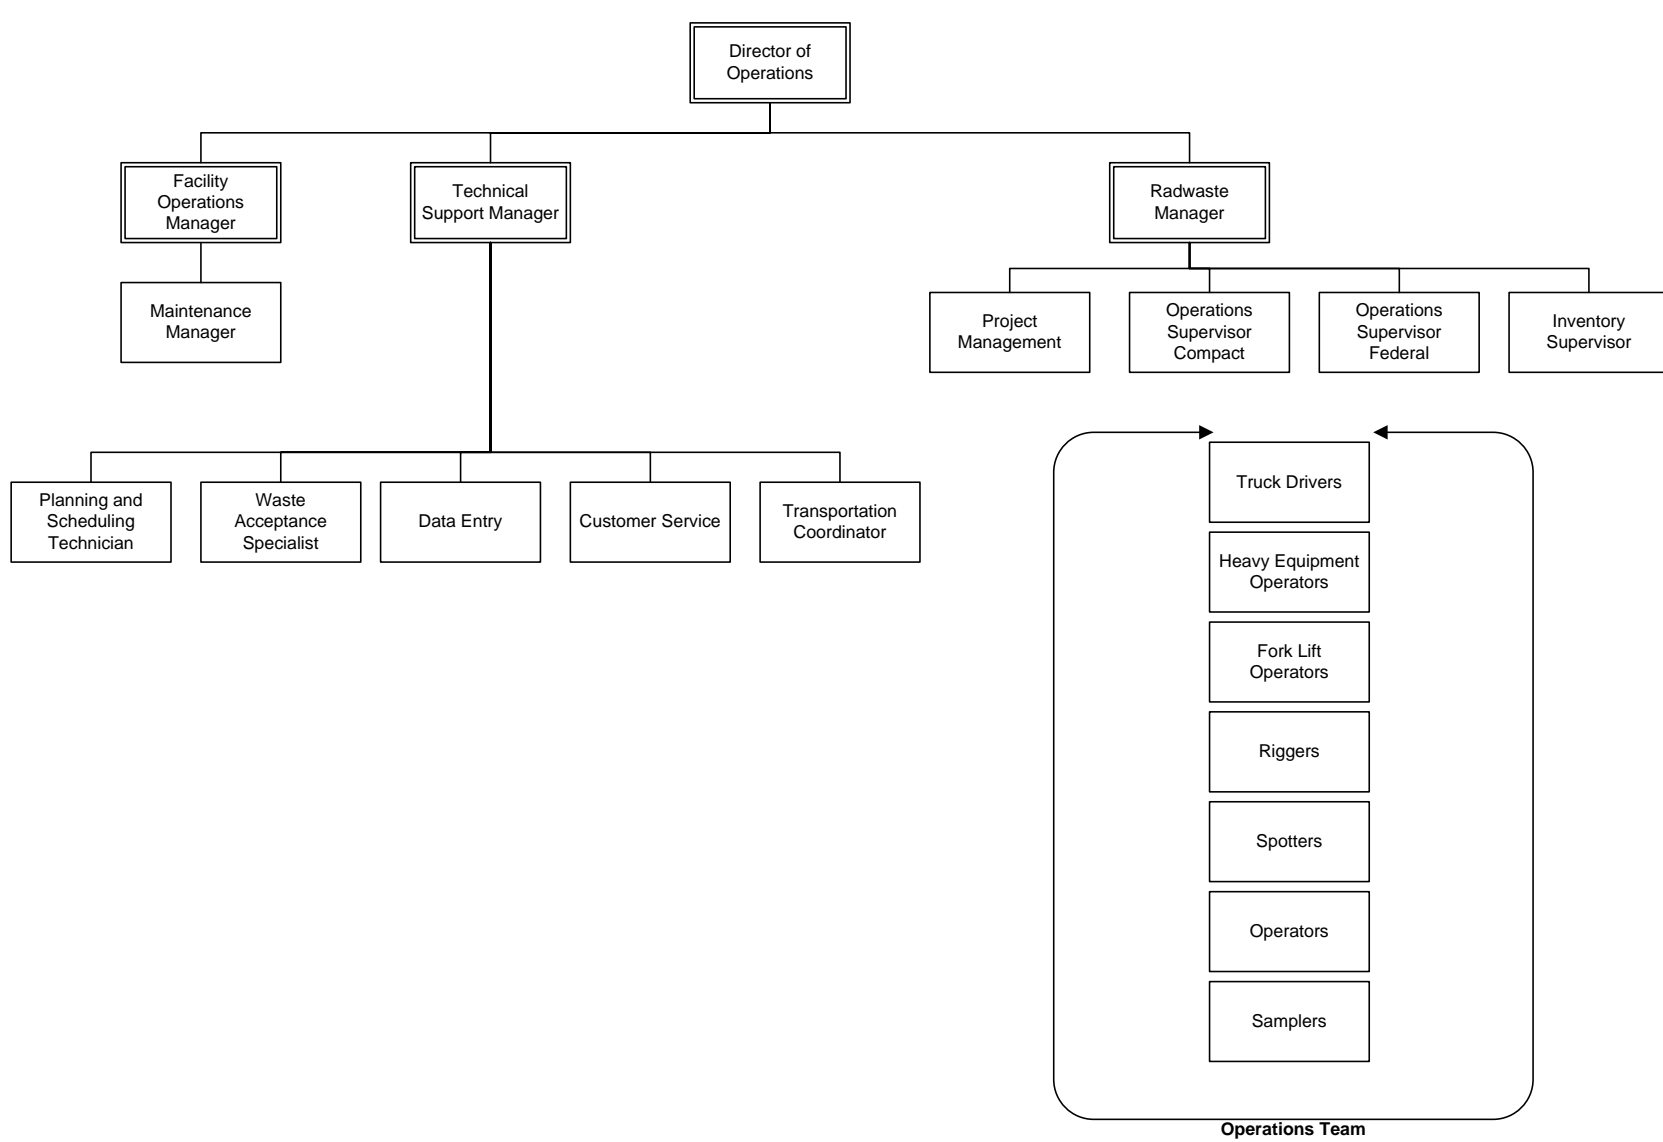 Director of
Operations
Facility
Operations
Manager
Technical
Support Manager
Radwaste
Manager
Maintenance
Manager
Project
Management
Operations
Supervisor
Compact
Operations
Supervisor
Federal
Inventory
Supervisor
Planning and
Scheduling
Technician
Waste
Acceptance
Specialist
Data Entry
Customer Service
Transportation
Coordinator
Truck Drivers
Heavy Equipment
Operators
Fork Lift
Operators
Riggers
Spotters
Operators
Samplers
Operations Team